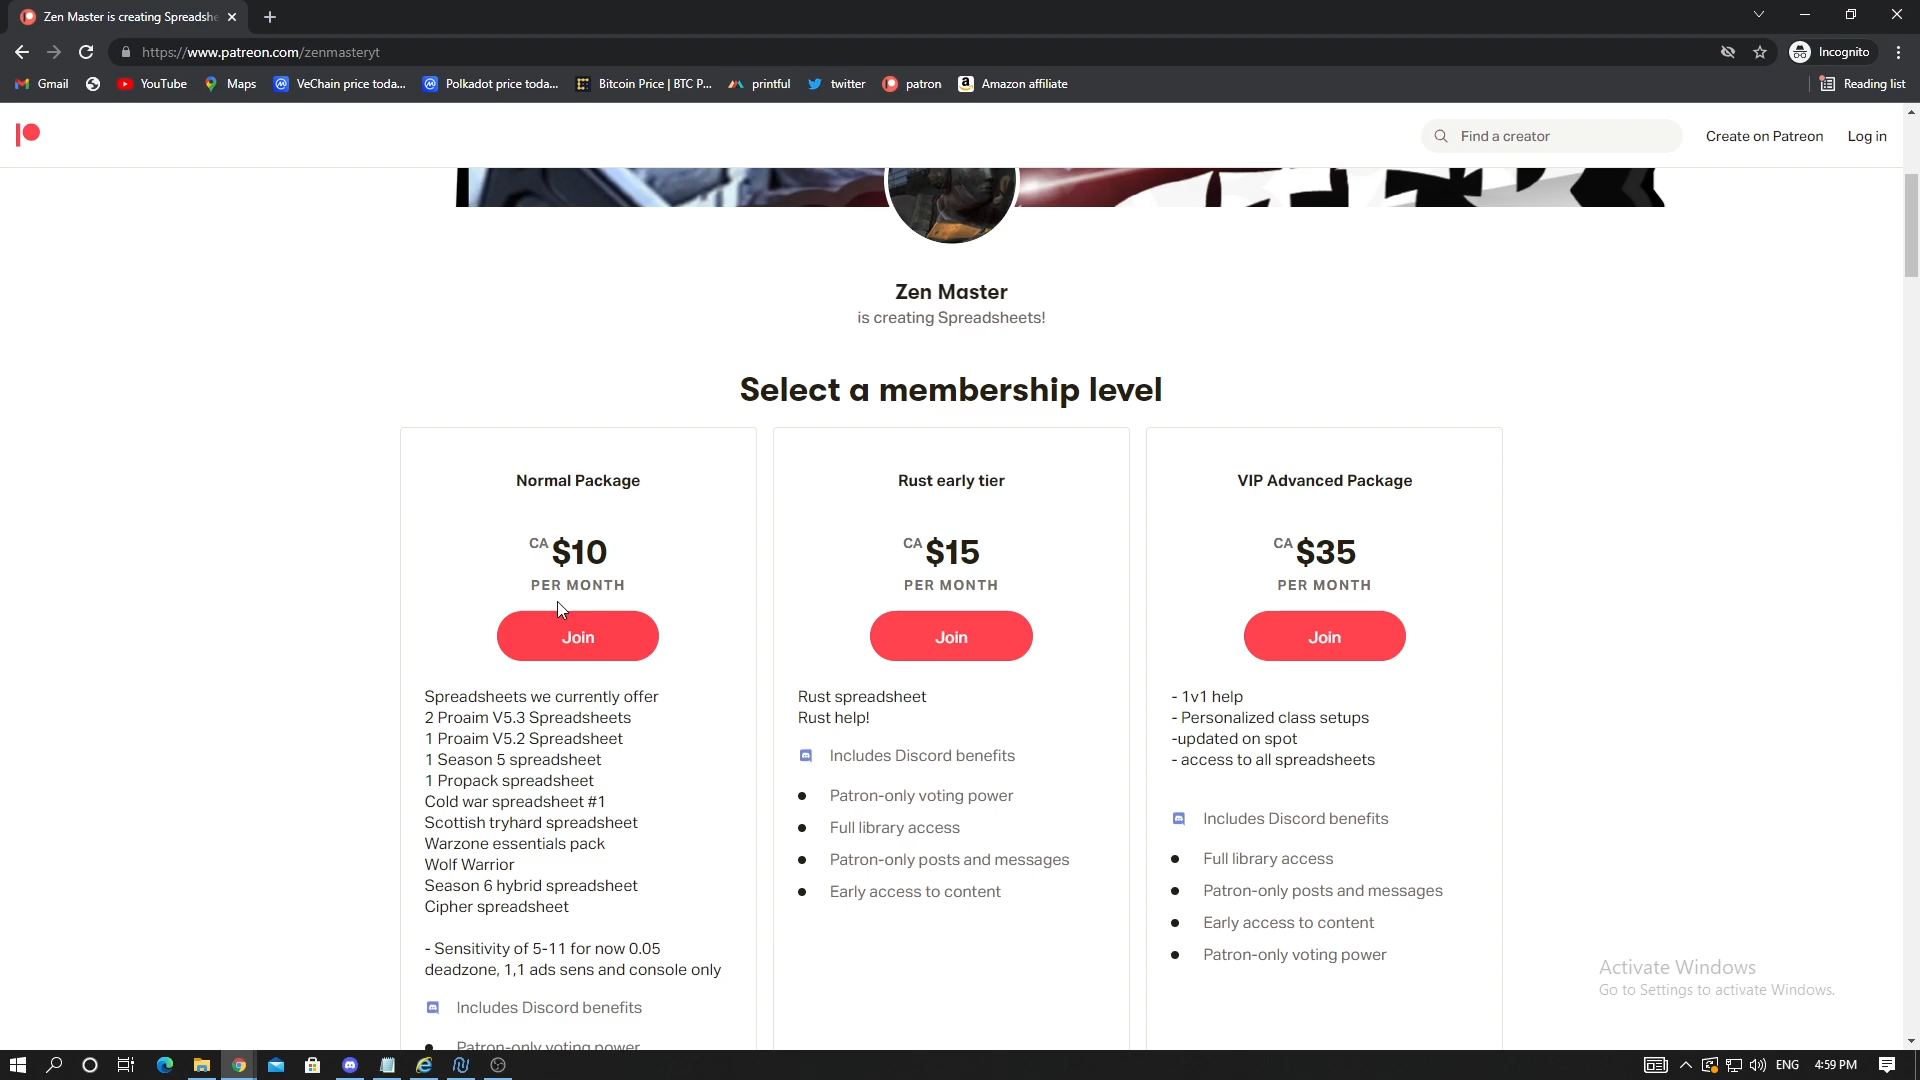 Zen Master is creating Spreadshe
https://www.patreon.com/zenmasteryt
Incognito
Gmail
YouTube
Maps
VeChain price toda...
Polkadot price toda...
Bitcoin Price | BTC P...
printful
twitter
patron
Amazon affiliate
Reading list
Find a creator
Create on Patreon
Log in
Zen Master
is creating Spreadsheets!
Select a membership level
Normal Package
CA $10
PER MONTH
Join
Spreadsheets we currently offer
2 Proaim V5.3 Spreadsheets
1 Proaim V5.2 Spreadsheet
1 Season 5 spreadsheet
1 Propack spreadsheet
Cold war spreadsheet #1
Scottish tryhard spreadsheet
Warzone essentials pack
Wolf Warrior
Season 6 hybrid spreadsheet
Cipher spreadsheet
- Sensitivity of 5-11 for now 0.05
deadzone, 1,1 ads sens and console only
Includes Discord benefits
Patron-only voting power
Rust early tier
CA $15
PER MONTH
Join
Rust spreadsheet
Rust help!
Includes Discord benefits
Patron-only voting power
Full library access
Patron-only posts and messages
Early access to content
VIP Advanced Package
CA $35
PER MONTH
Join
- 1v1 help
- Personalized class setups
-updated on spot
- access to all spreadsheets
Includes Discord benefits
Full library access
Patron-only posts and messages
Early access to content
Patron-only voting power
Activate Windows
Go to Settings to activate Windows.
ENG
4:59 PM